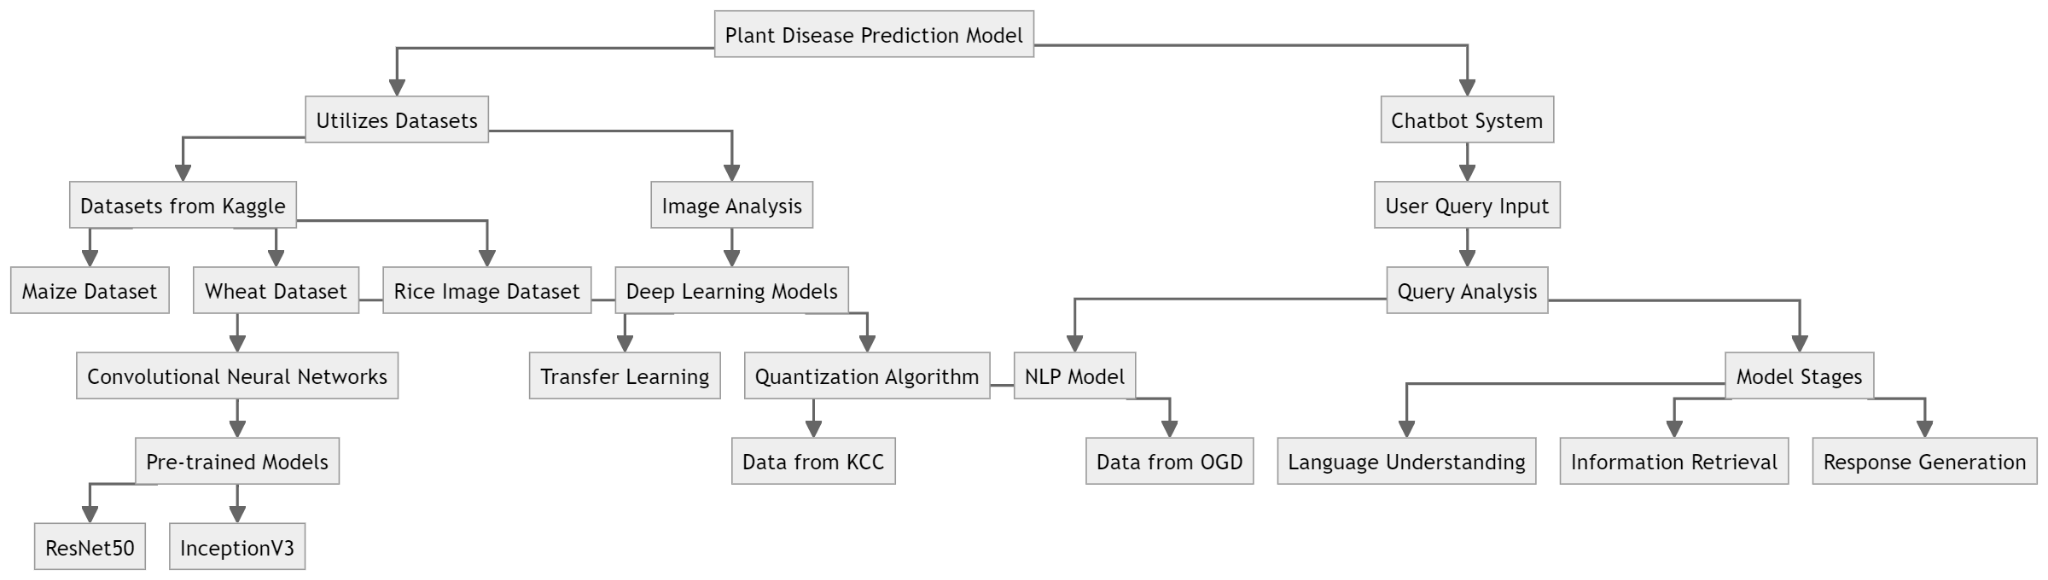 Plant Disease Prediction Model
Utilizes Datasets
Chatbot System
Datasets from Kaggle
Image Analysis
User Query Input
Maize Dataset
Wheat Dataset
Rice Image Dataset
Deep Learning Models
Query Analysis
Convolutional Neural Networks
Transfer Learning
Quantization Algorithm
NLP Model
Model Stages
Pre-trained Models
Data from KCC
Data from OGD
Language Understanding
Information Retrieval
Response Generation
ResNet50
InceptionV3